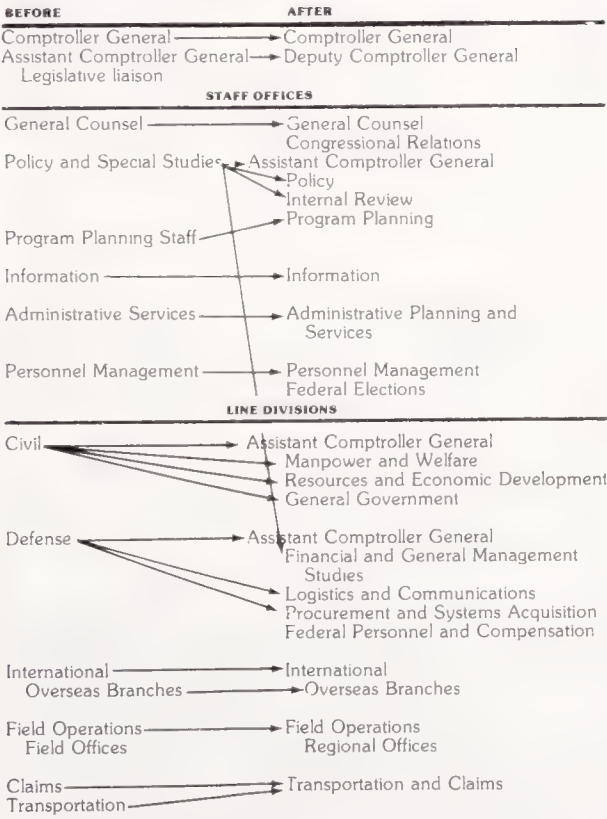 BEFORE AFTER
Comptroller General Comptroller General
Assistant Comptroller General Deputy Comptroller General
Legislative liaison
STAFF OFFICES
General Counsel General Counsel
Congressional Relations
Policy and Special Studies Assistant Comptroller General
Policy
Internal Review
Program Planning
Program Planning Staff
Information Information
Administrative Services Administrative Planning and
Services
Personnel Management Personnel Management
Federal Elections
LINE DIVISIONS
Civil Assistant Comptroller General
Manpower and Welfare
Resources and Economic Development
General Government
Defense Assistant Comptroller General
Financial and General Management
Studies
Logistics and Communications
Procurement and Systems Acquisition
Federal Personnel and Compensation
International International
Overseas Branches Overseas Branches
Field Operations Field Operations
Field Offices Regional Offices
Claims Transportation and Claims
Transportation